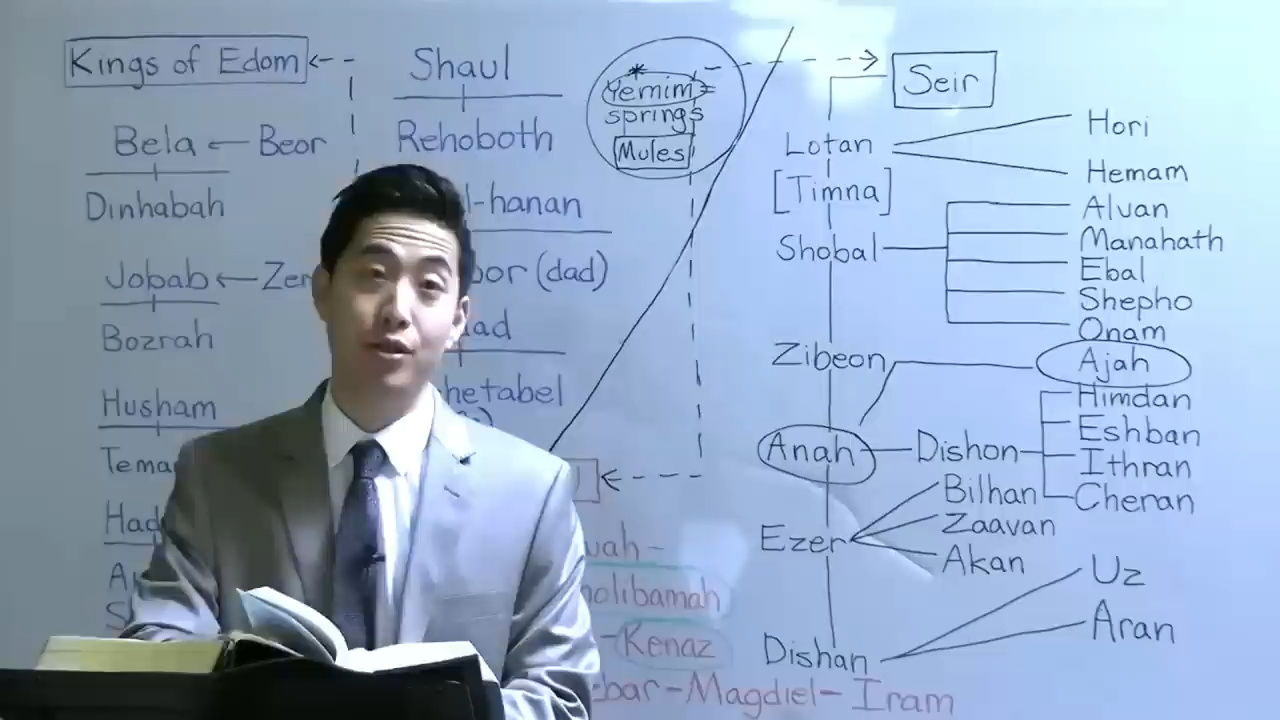 Kings of Edom
Bela ← Beor
Dinhabah
Jobab ←
Bozrah
Husham
Shaul
Rehoboth
-hanan
(dad)
Yemim =
springs
Mules
Seir
Lotan
Hori
Hemam
[Timna]
Shobal
Alvan
Manahath
Ebal
Shepho
Onam
Zibeon
Ajah
Anah
Dishon
Himdan
Eshban
Ithran
Cheran
Ezer
Bilhan
Zaavan
Akan
Dishan
Uz
Aran
-Kenaz
-Magdiel-Iram